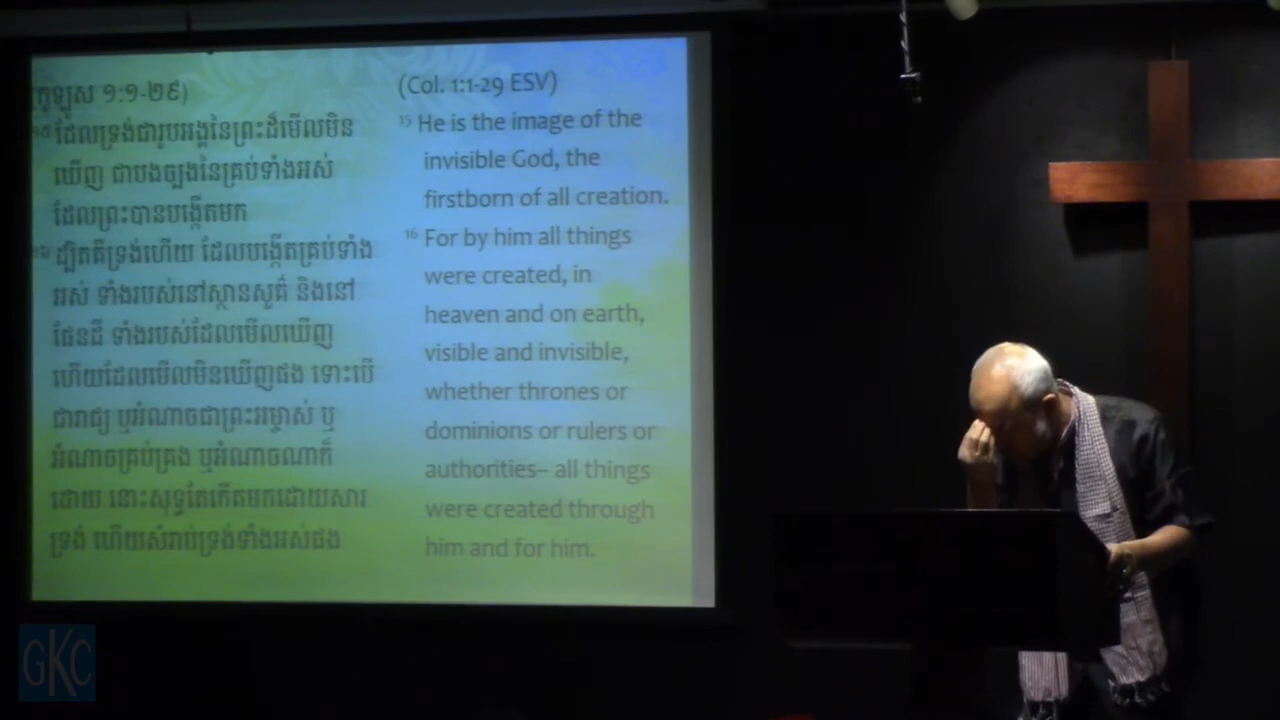 (កូឡុស ១:១-២៩)
១៥ ដែលទ្រង់ជារូបអង្គនៃព្រះដ៏មើលមិន
ឃើញ ជាបងច្បងនៃគ្រប់ទាំងអស់
ដែលព្រះបានបង្កើតមក
១៦ ដ្បិតគឺទ្រង់ហើយ ដែលបង្កើតគ្រប់ទាំង
អស់ ទាំងរបស់នៅស្ថានសួគ៌ និងនៅ
ផែនដី ទាំងរបស់ដែលមើលឃើញ
ហើយដែលមើលមិនឃើញផង ទោះបើ
ជារាជ្យ ឬអំណាចជាព្រះអម្ចាស់ ឬ
អំណាចគ្រប់គ្រង ឬអំណាចណាក៏
ដោយ នោះសុទ្ធតែកើតមកដោយសារ
ទ្រង់ ហើយសំរាប់ទ្រង់ទាំងអស់ផង
(Col. 1:1-29 ESV)
15 He is the image of the
invisible God, the
firstborn of all creation.
16 For by him all things
were created, in
heaven and on earth,
visible and invisible,
whether thrones or
dominions or rulers or
authorities– all things
were created through
him and for him.
GKC